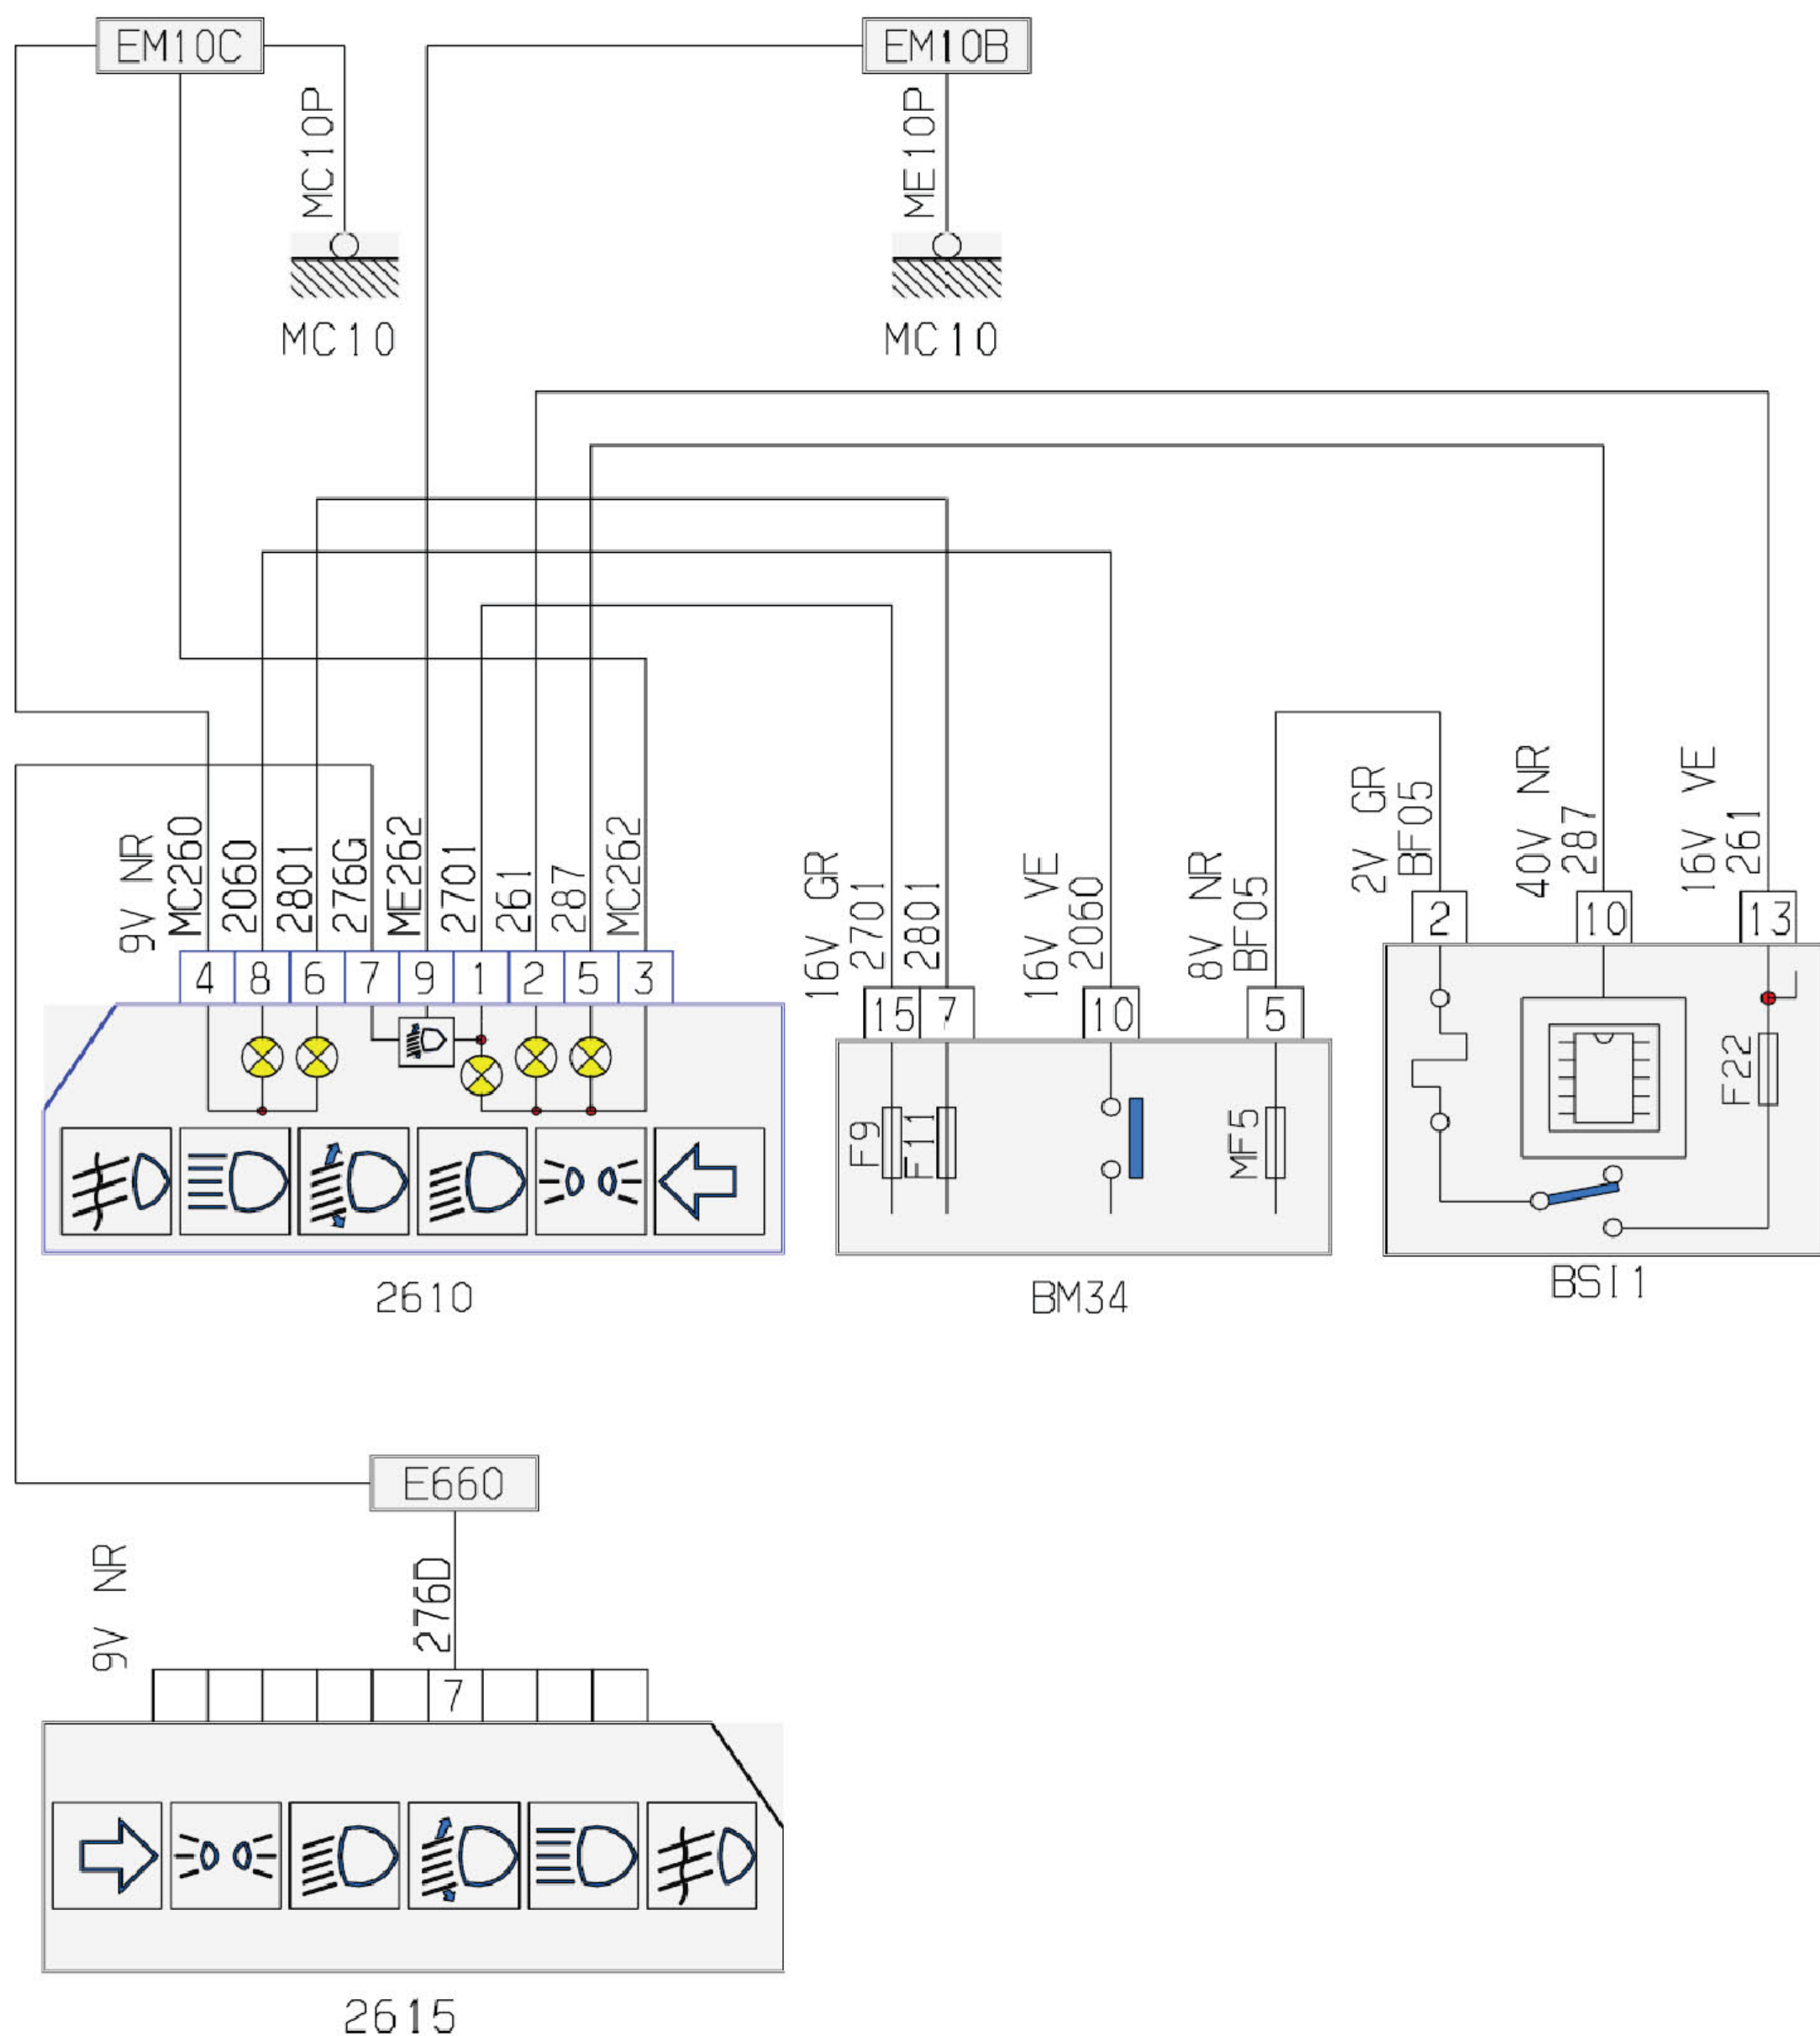 EM10C
EM10B
MC10P
ME10P
MC10
MC10
9V NR
MC260
2060
2801
276G
ME262
2701
261
287
MC262
16V GR
2701
2801
16V VE
2060
8V NR
BF05
2V GR
BF05
40V NR
287
16V VE
261
2
10
13
4
8
6
7
9
1
2
5
3
15
7
10
5
F9
F11
MF5
F22
2610
BM34
BSI1
E660
9V NR
276D
7
2615